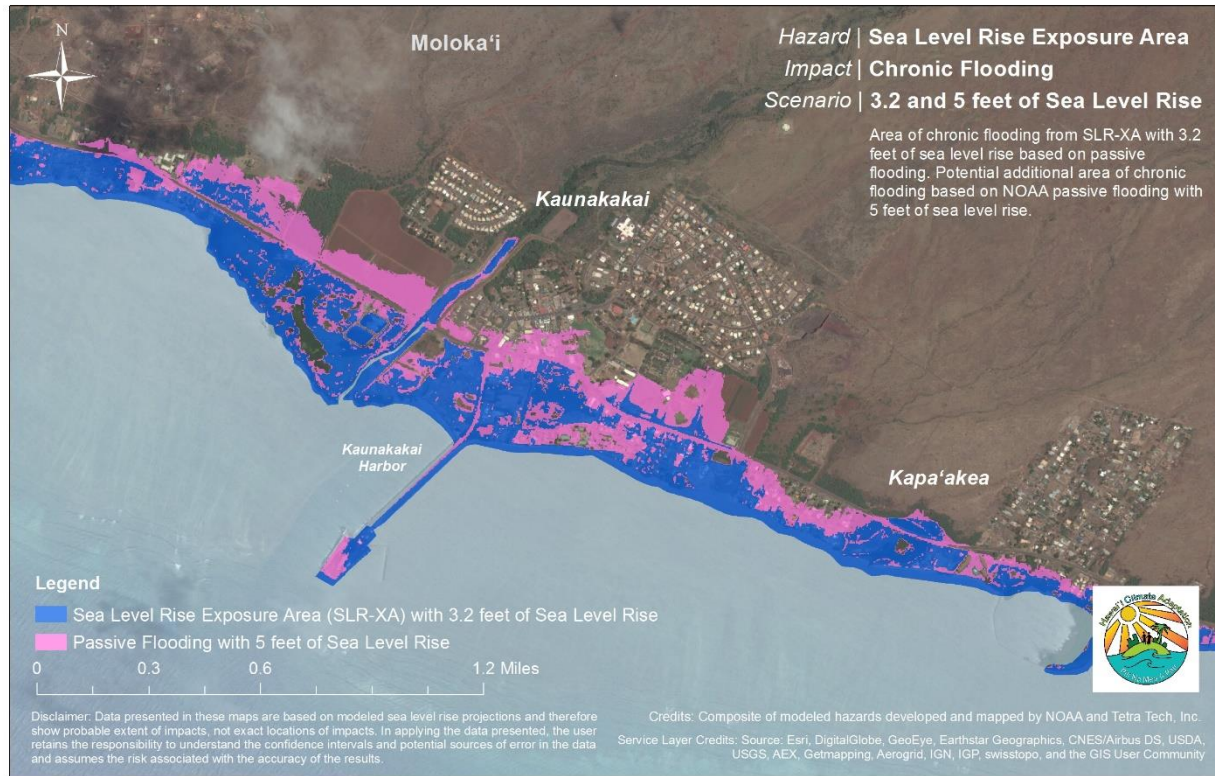 N
Moloka‘i
Hazard | Sea Level Rise Exposure Area
Impact | Chronic Flooding
Scenario | 3.2 and 5 feet of Sea Level Rise
Area of chronic flooding from SLR-XA with 3.2
feet of sea level rise based on passive
flooding. Potential additional area of chronic
flooding based on NOAA passive flooding with
5 feet of sea level rise.
Kaunakakai
Kaunakakai
Harbor
Kapa‘akea
Legend
Sea Level Rise Exposure Area (SLR-XA) with 3.2 feet of Sea Level Rise
Passive Flooding with 5 feet of Sea Level Rise
0 0.3 0.6 1.2 Miles
Hawai‘i Climate Adaptation
Disclaimer: Data presented in these maps are based on modeled sea level rise projections and therefore
show probable extent of impacts, not exact locations of impacts. In applying the data presented, the user
retains the responsibility to understand the confidence intervals and potential sources of error in the data
and assumes the risk associated with the accuracy of the results.
Credits: Composite of modeled hazards developed and mapped by NOAA and Tetra Tech, Inc.
Service Layer Credits: Source: Esri, DigitalGlobe, GeoEye, Earthstar Geographics, CNES/Airbus DS, USDA,
USGS, AEX, Getmapping, Aerogrid, IGN, IGP, swisstopo, and the GIS User Community